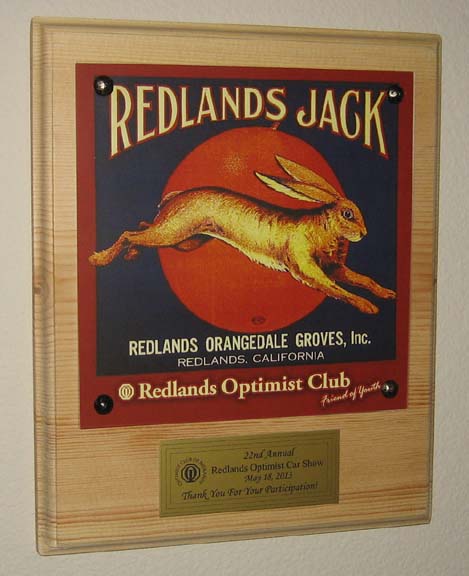 REDLANDS JACK
REDLANDS ORANGEDALE GROVES, Inc.
REDLANDS, CALIFORNIA
Redlands Optimist Club
Friend of Youth
22nd Annual
Redlands Optimist Car Show
May 18, 2013
Thank You For Your Participation!